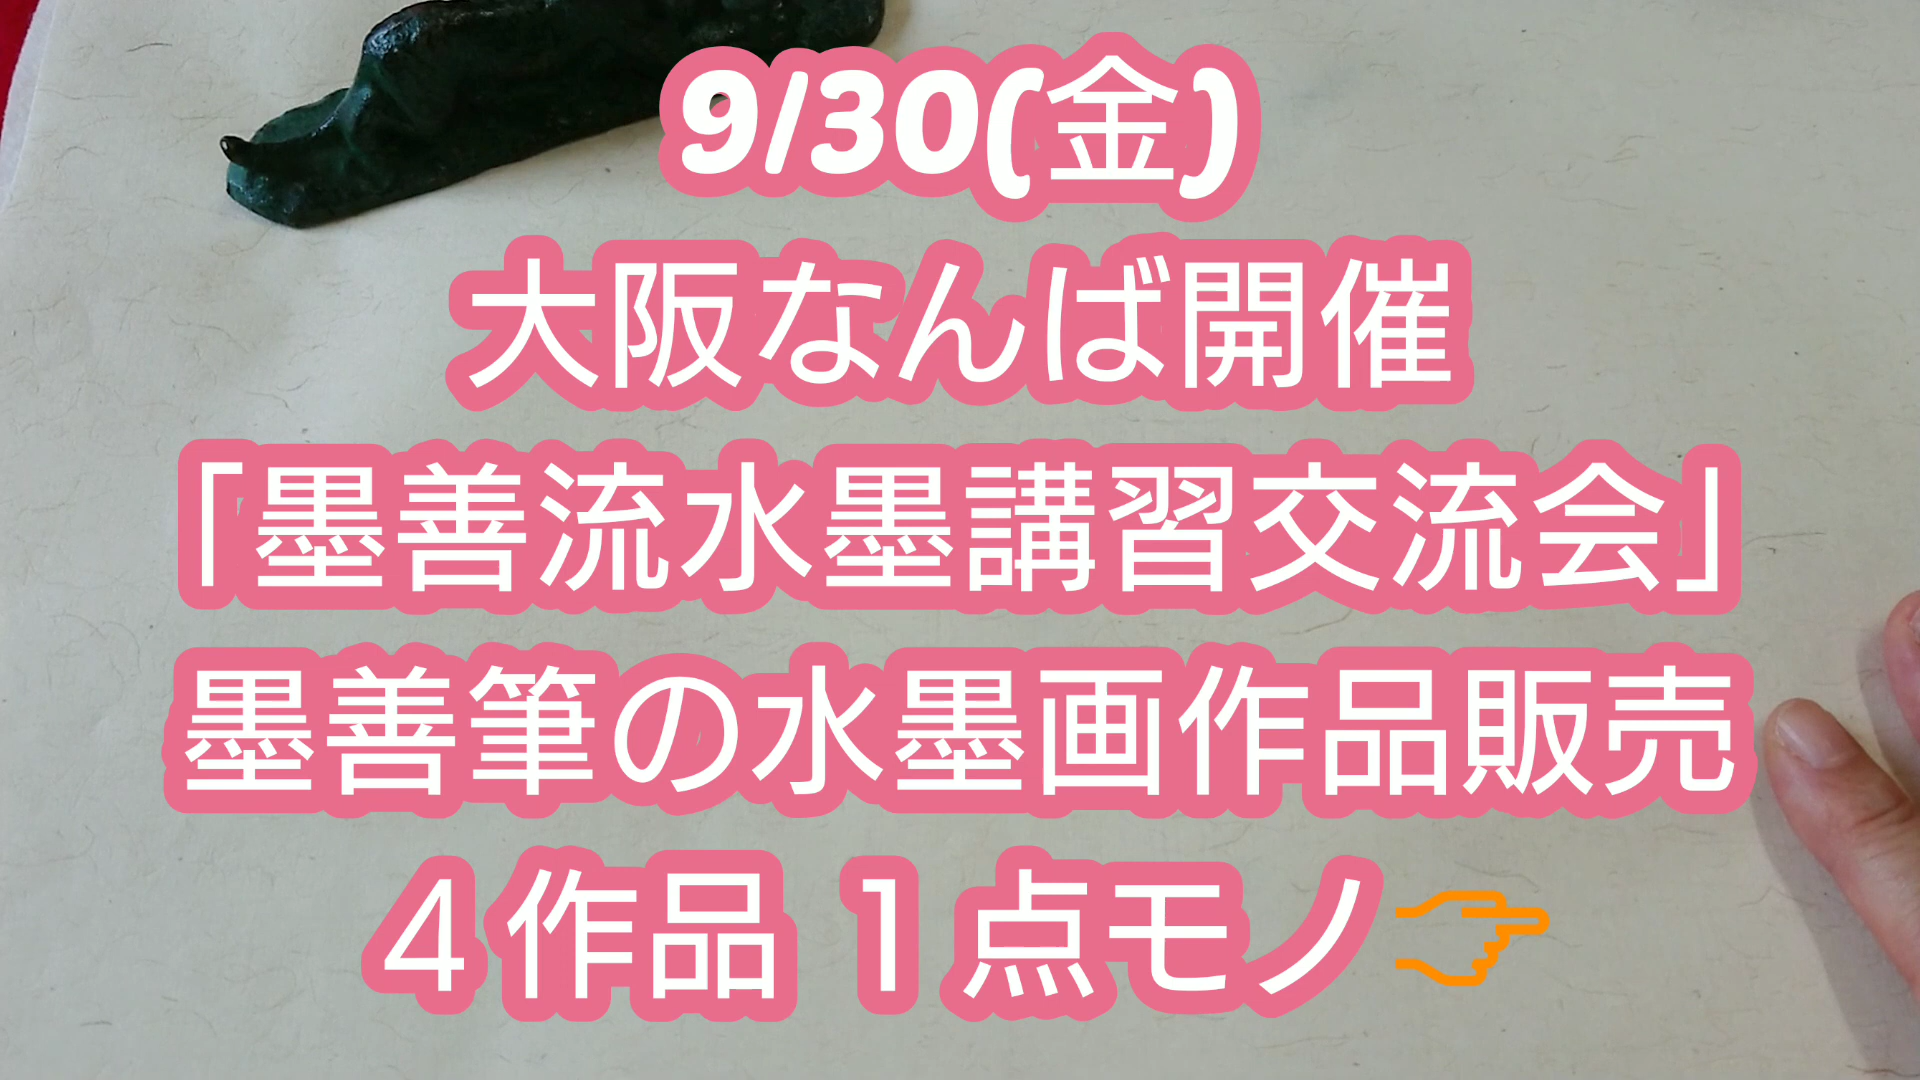 9/30(金)
大阪なんば開催
「墨善流水墨講習交流会」
墨善筆の水墨画作品販売
４作品１点モノ👉